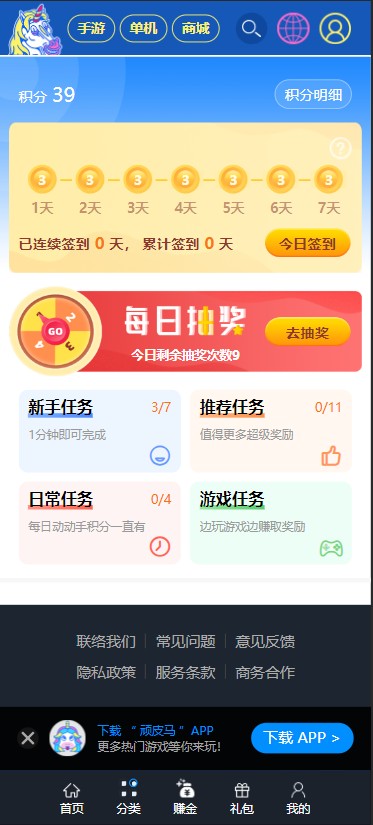 手游 单机 商城
积分 39 积分明细
?
3 3 3 3 3 3 3
1天 2天 3天 4天 5天 6天 7天
已连续签到 0 天， 累计签到 0 天 今日签到
GO
每日抽奖
今日剩余抽奖次数9
去抽奖
新手任务 3/7
1分钟即可完成
推荐任务 0/11
值得更多超级奖励
日常任务 0/4
每日动动手积分一直有
游戏任务
边玩游戏边赚取奖励
联络我们 常见问题 意见反馈
隐私政策 服务条款 商务合作
下载 “ 顽皮马 ” APP
更多热门游戏等你来玩!
下载 APP >
首页 分类 赚金 礼包 我的